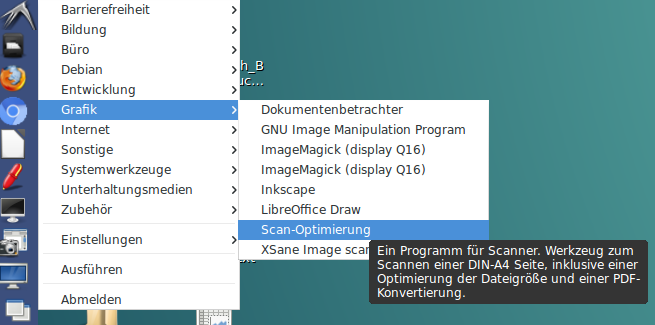 Barrierefreiheit
Bildung
Büro
Debian
Entwicklung
Grafik
Internet
Sonstige
Systemwerkzeuge
Unterhaltungsmedien
Zubehör
Einstellungen
Ausführen
Abmelden
h_B
uc...
Dokumentenbetrachter
GNU Image Manipulation Program
ImageMagick (display Q16)
ImageMagick (display Q16)
Inkscape
LibreOffice Draw
Scan-Optimierung
XSane Image scan
Ein Programm für Scanner. Werkzeug zum
Scannen einer DIN-A4 Seite, inklusive einer
Optimierung der Dateigröße und einer PDF-
Konvertierung.